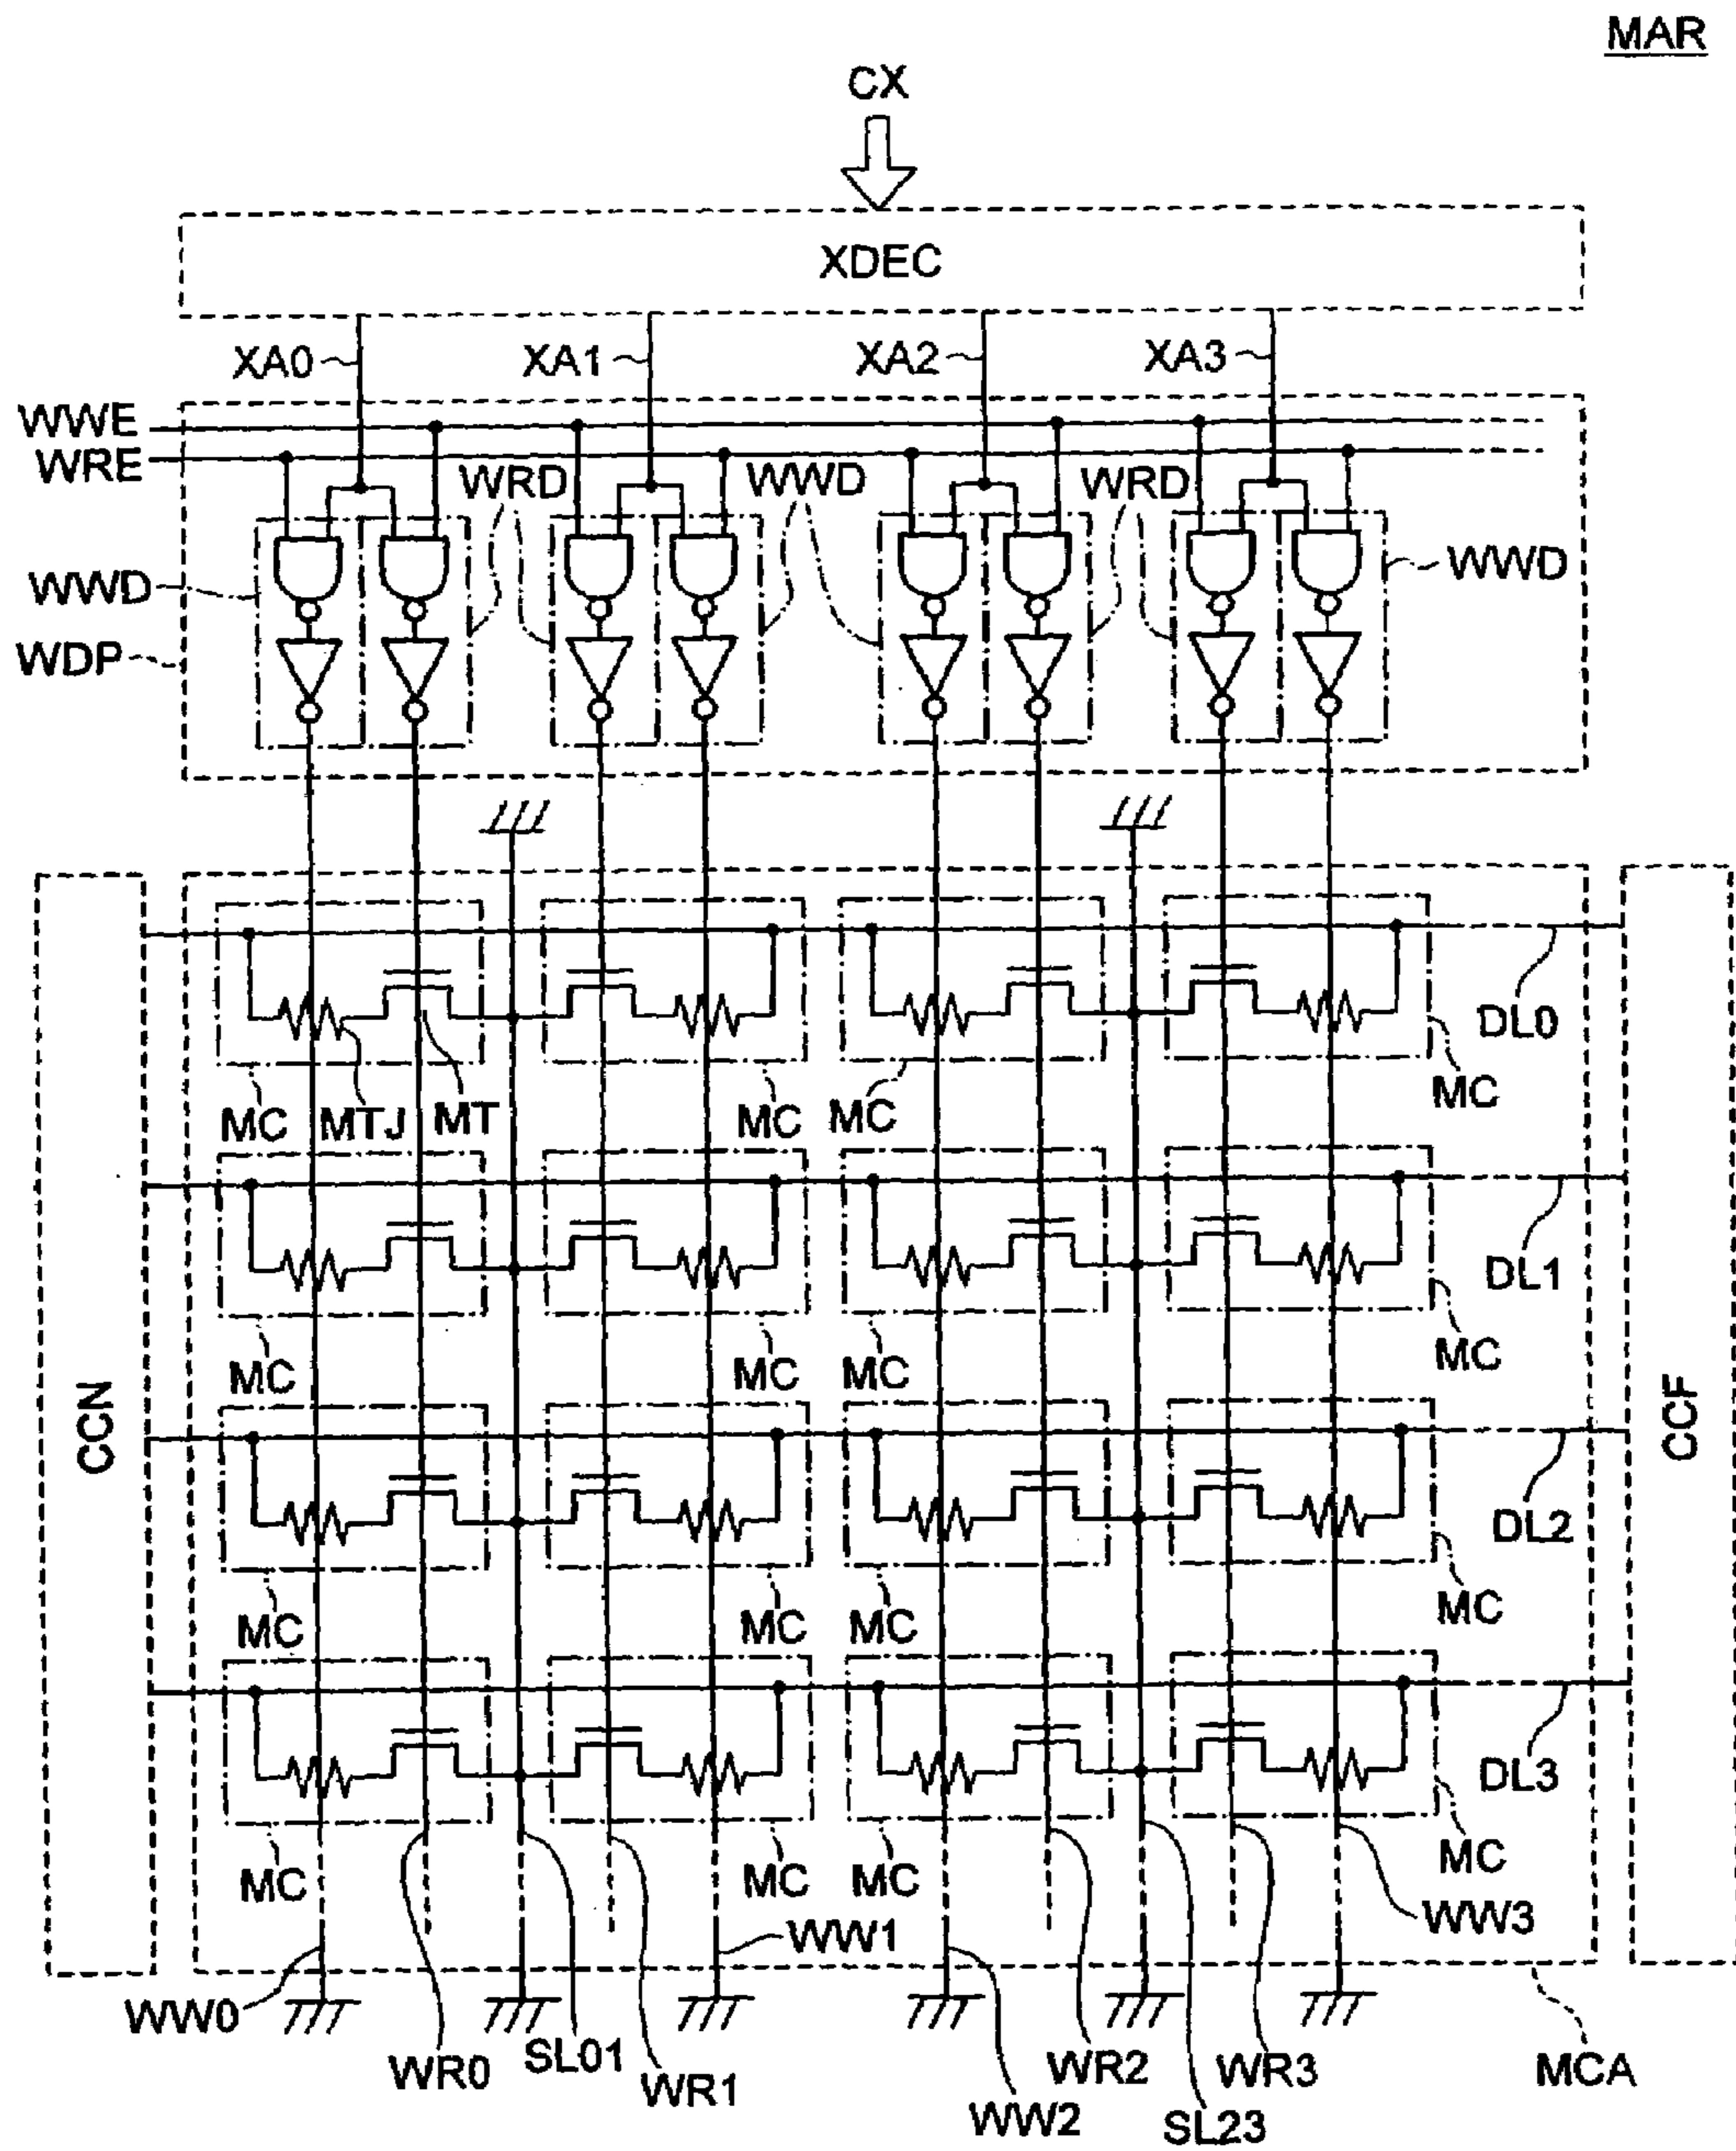 MAR
CX
XDEC
XA0 XA1 XA2 XA3
WWE
WRE
WRD WWD WRD
WWD WWD
WDP
DL0
MC MTJ MT MC MC MC
DL1
MC MC MC MC
CCN CCF
DL2
MC MC MC MC
DL3
MC MC MC MC
WW1 WW3
WW0 WR0 SL01 WR1 WW2 WR2 SL23 WR3 MCA